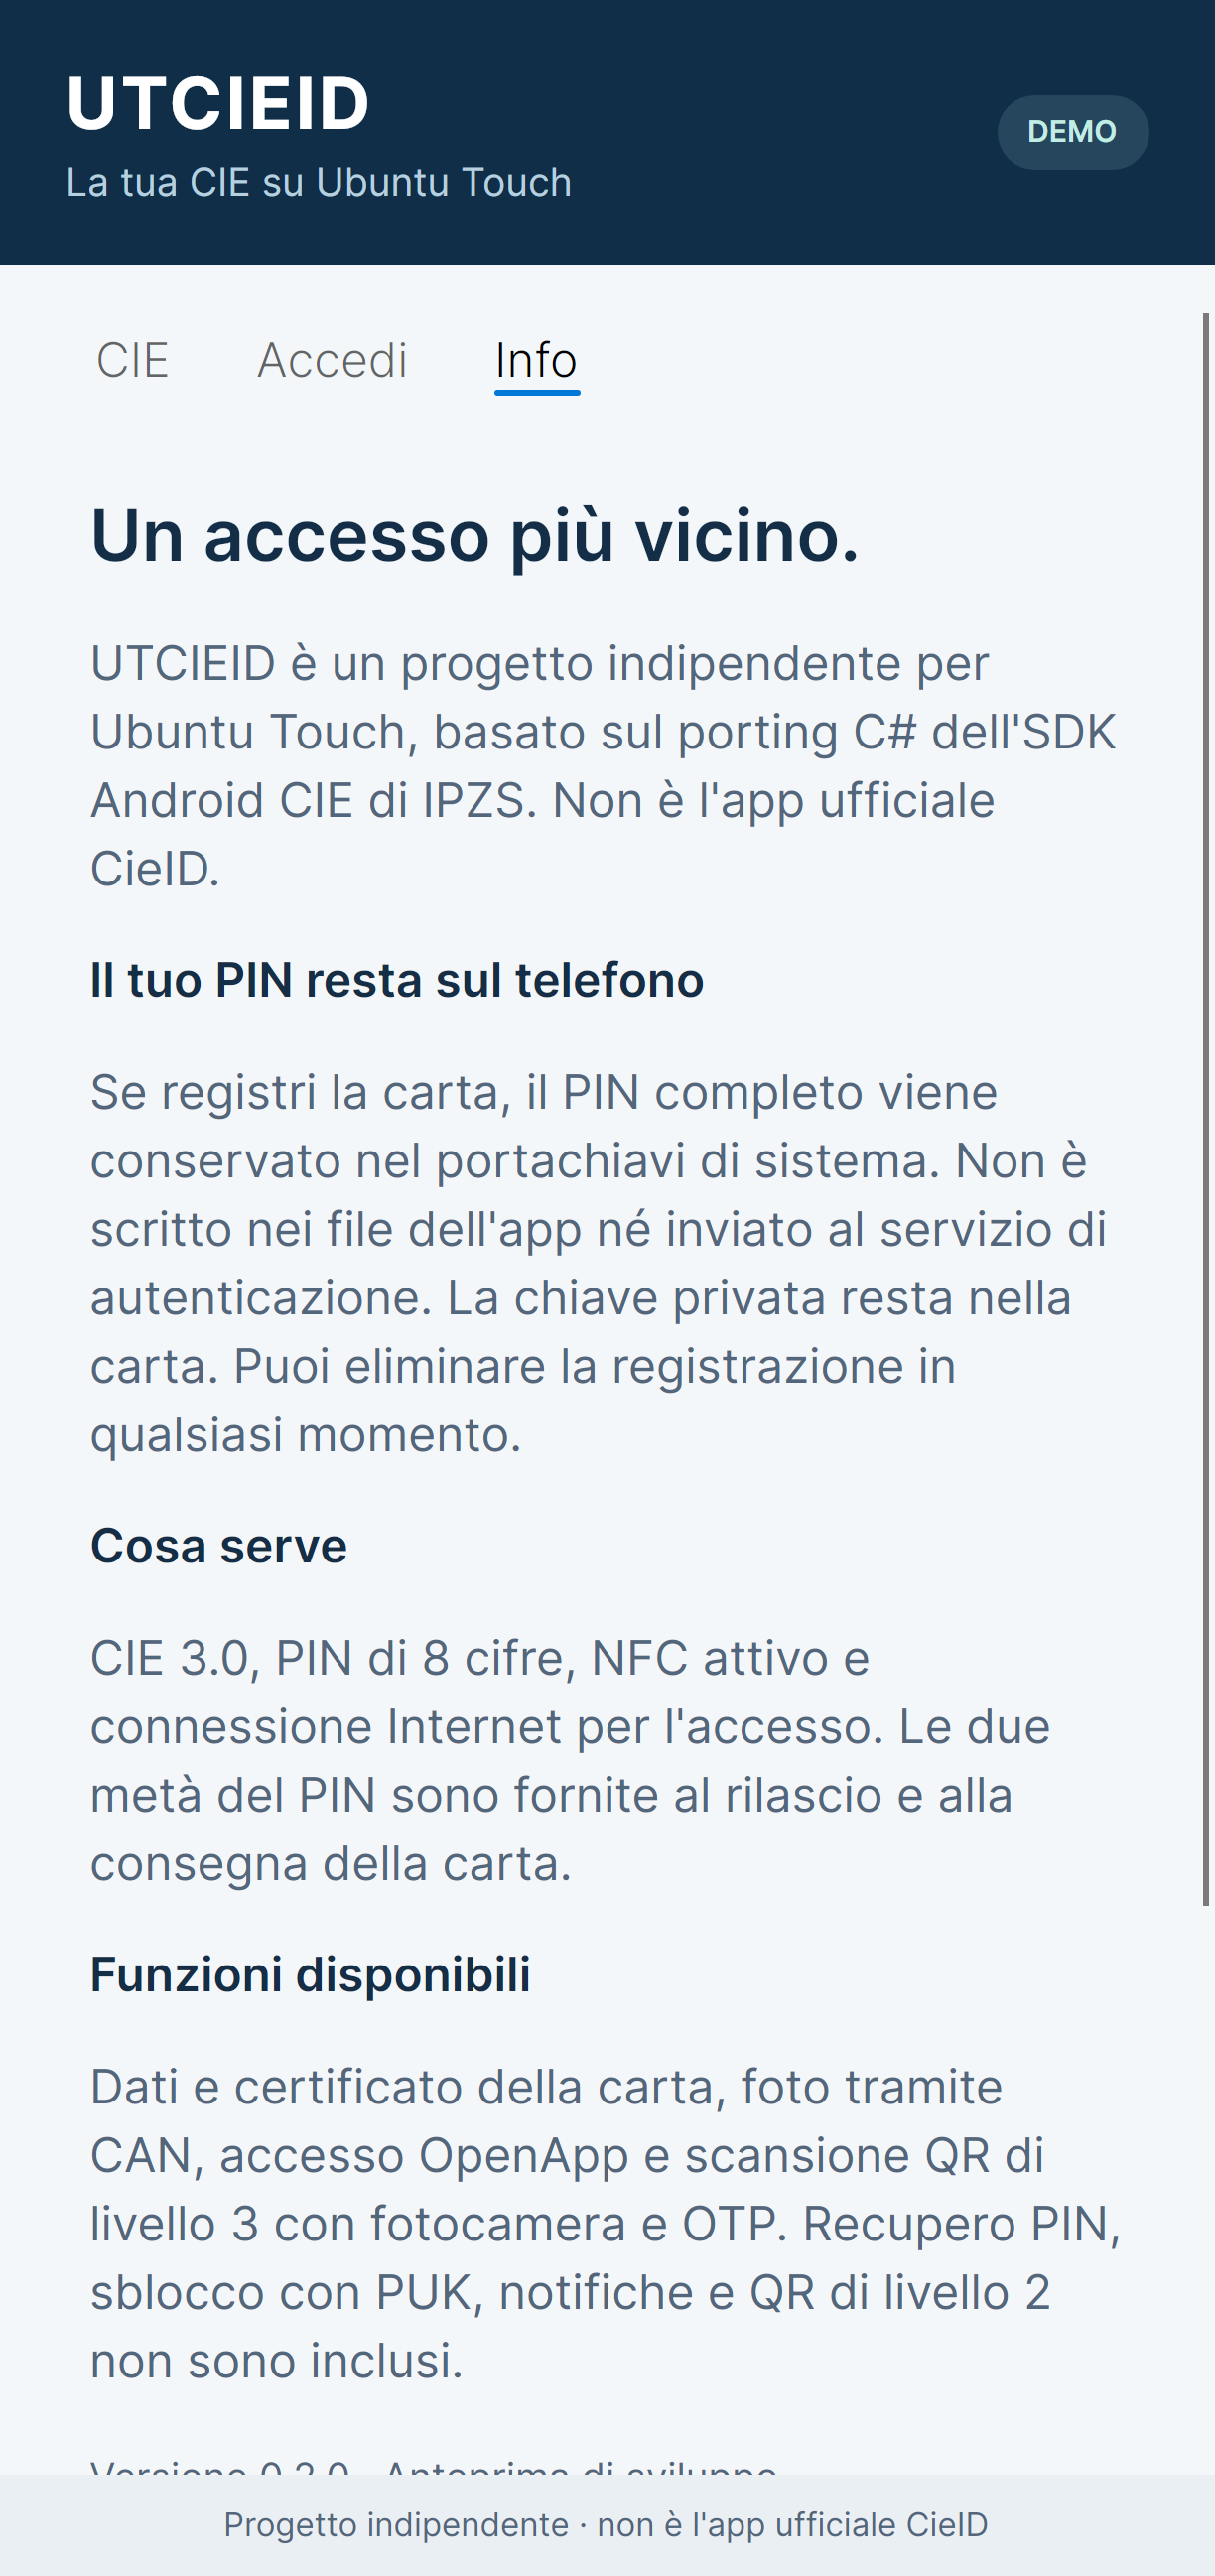 UTCIEID
La tua CIE su Ubuntu Touch
DEMO
CIE Accedi Info
Un accesso più vicino.
UTCIEID è un progetto indipendente per
Ubuntu Touch, basato sul porting C# dell'SDK
Android CIE di IPZS. Non è l'app ufficiale
CieID.
Il tuo PIN resta sul telefono
Se registri la carta, il PIN completo viene
conservato nel portachiavi di sistema. Non è
scritto nei file dell'app né inviato al servizio di
autenticazione. La chiave privata resta nella
carta. Puoi eliminare la registrazione in
qualsiasi momento.
Cosa serve
CIE 3.0, PIN di 8 cifre, NFC attivo e
connessione Internet per l'accesso. Le due
metà del PIN sono fornite al rilascio e alla
consegna della carta.
Funzioni disponibili
Dati e certificato della carta, foto tramite
CAN, accesso OpenApp e scansione QR di
livello 3 con fotocamera e OTP. Recupero PIN,
sblocco con PUK, notifiche e QR di livello 2
non sono inclusi.
Versione 0.2.0 Anteprima di sviluppo
Progetto indipendente · non è l'app ufficiale CieID